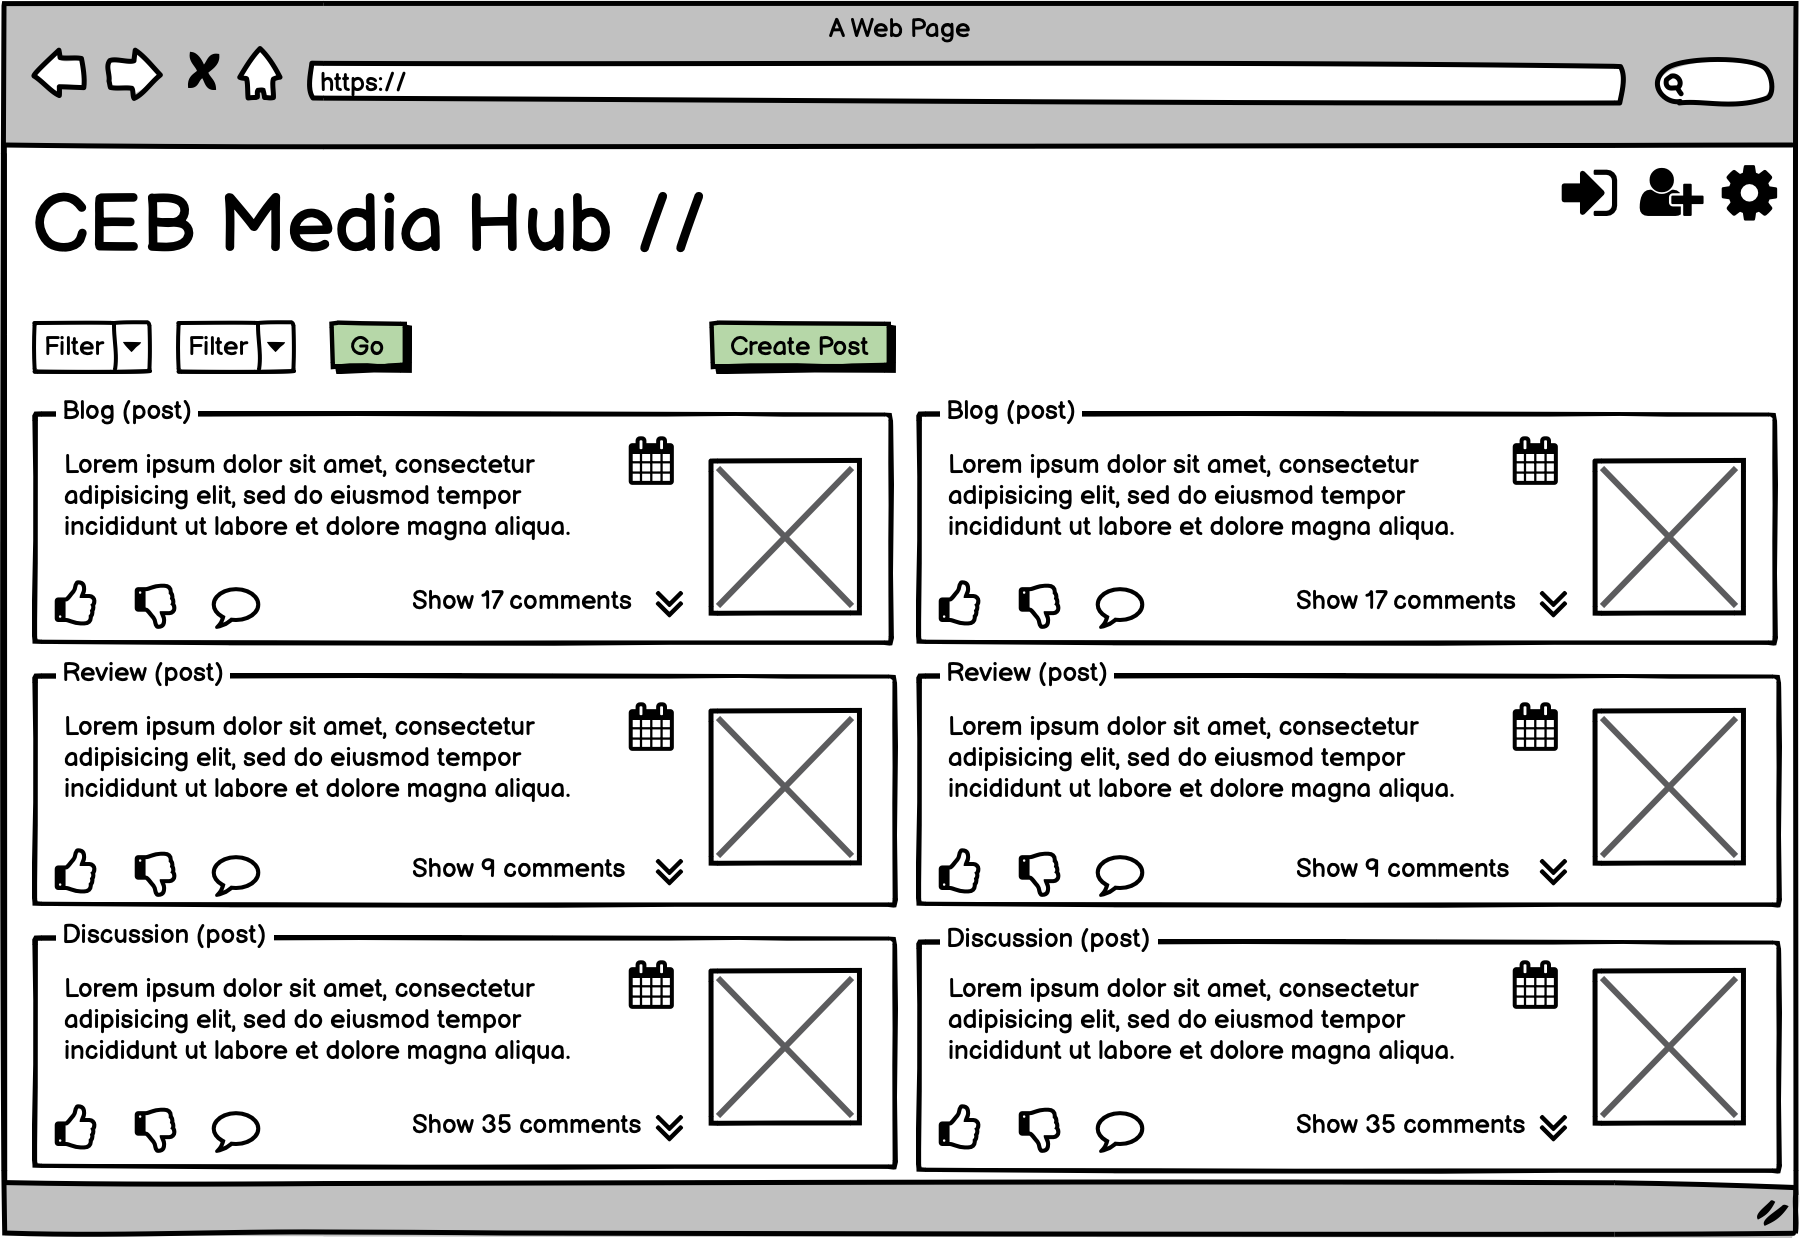 A Web Page
https://
CEB Media Hub //
Filter
Filter
Go
Create Post
Blog (post)
Lorem ipsum dolor sit amet, consectetur
adipisicing elit, sed do eiusmod tempor
incididunt ut labore et dolore magna aliqua.
Show 17 comments
Blog (post)
Lorem ipsum dolor sit amet, consectetur
adipisicing elit, sed do eiusmod tempor
incididunt ut labore et dolore magna aliqua.
Show 17 comments
Review (post)
Lorem ipsum dolor sit amet, consectetur
adipisicing elit, sed do eiusmod tempor
incididunt ut labore et dolore magna aliqua.
Show 9 comments
Review (post)
Lorem ipsum dolor sit amet, consectetur
adipisicing elit, sed do eiusmod tempor
incididunt ut labore et dolore magna aliqua.
Show 9 comments
Discussion (post)
Lorem ipsum dolor sit amet, consectetur
adipisicing elit, sed do eiusmod tempor
incididunt ut labore et dolore magna aliqua.
Show 35 comments
Discussion (post)
Lorem ipsum dolor sit amet, consectetur
adipisicing elit, sed do eiusmod tempor
incididunt ut labore et dolore magna aliqua.
Show 35 comments